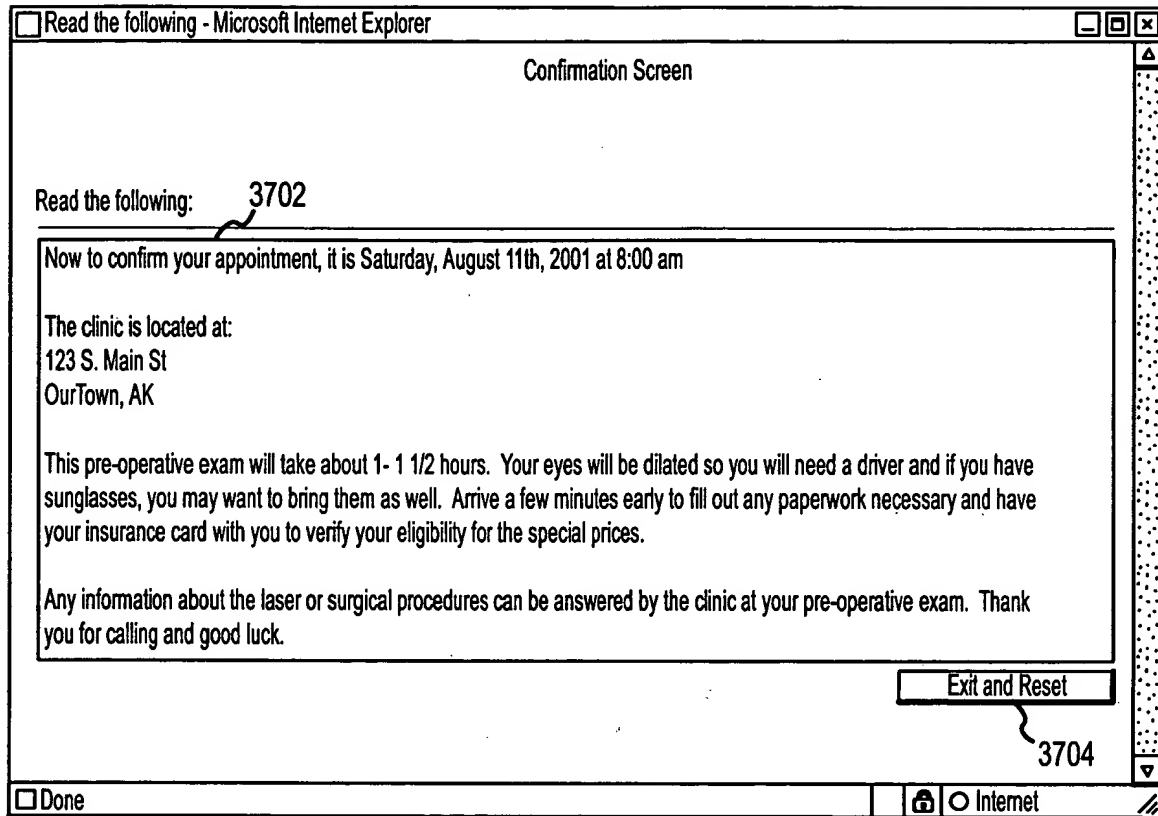 Read the following - Microsoft Internet Explorer
Confirmation Screen
Read the following:
3702
Now to confirm your appointment, it is Saturday, August 11th, 2001 at 8:00 am
The clinic is located at:
123 S. Main St
OurTown, AK
This pre-operative exam will take about 1- 1 1/2 hours. Your eyes will be dilated so you will need a driver and if you have
sunglasses, you may want to bring them as well. Arrive a few minutes early to fill out any paperwork necessary and have
your insurance card with you to verify your eligibility for the special prices.
Any information about the laser or surgical procedures can be answered by the clinic at your pre-operative exam. Thank
you for calling and good luck.
Exit and Reset
3704
Done
Internet